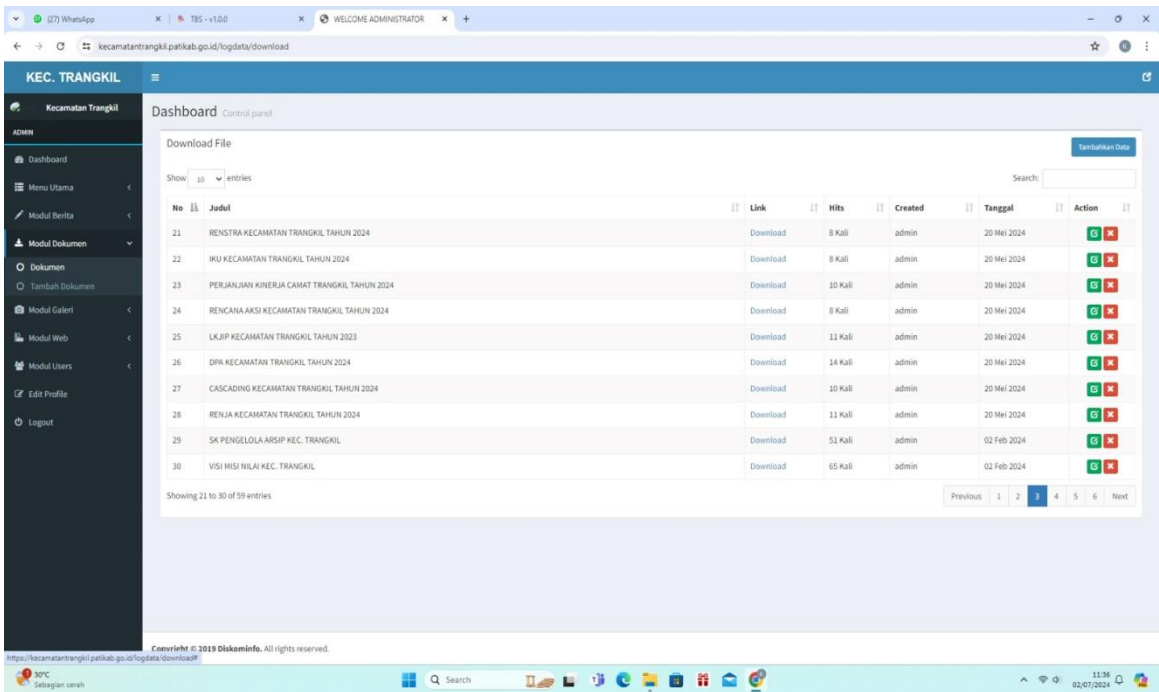 (27) WhatsApp
TBS - v1.0.0
WELCOME ADMINISTRATOR
kecamatantrangkil.patikab.go.id/logdata/download
KEC. TRANGKIL
Kecamatan Trangkil
ADMIN
Dashboard
Menu Utama
Modul Berita
Modul Dokumen
Dokumen
Tambah Dokumen
Modul Galeri
Modul Web
Modul Users
Edit Profile
Logout
Dashboard Control panel
Download File
Tambahkan Data
Show 10 entries
Search:
No Judul Link Hits Created Tanggal Action
21 RENSTRA KECAMATAN TRANGKIL TAHUN 2024 Download 8 Kali admin 20 Mei 2024
22 IKU KECAMATAN TRANGKIL TAHUN 2024 Download 8 Kali admin 20 Mei 2024
23 PERJANJIAN KINERJA CAMAT TRANGKIL TAHUN 2024 Download 10 Kali admin 20 Mei 2024
24 RENCANA AKSI KECAMATAN TRANGKIL TAHUN 2024 Download 8 Kali admin 20 Mei 2024
25 LKJIP KECAMATAN TRANGKIL TAHUN 2023 Download 11 Kali admin 20 Mei 2024
26 DPA KECAMATAN TRANGKIL TAHUN 2024 Download 14 Kali admin 20 Mei 2024
27 CASCADING KECAMATAN TRANGKIL TAHUN 2024 Download 10 Kali admin 20 Mei 2024
28 RENJA KECAMATAN TRANGKIL TAHUN 2024 Download 11 Kali admin 20 Mei 2024
29 SK PENGELOLA ARSIP KEC. TRANGKIL Download 51 Kali admin 02 Feb 2024
30 VISI MISI NILAI KEC. TRANGKIL Download 65 Kali admin 02 Feb 2024
Showing 21 to 30 of 59 entries
Previous 1 2 3 4 5 6 Next
Copyright © 2019 Diskominfo. All rights reserved.
https://kecamatantrangkil.patikab.go.id/logdata/download#
30°C
Sebagian cerah
Search
11:36
02/07/2024